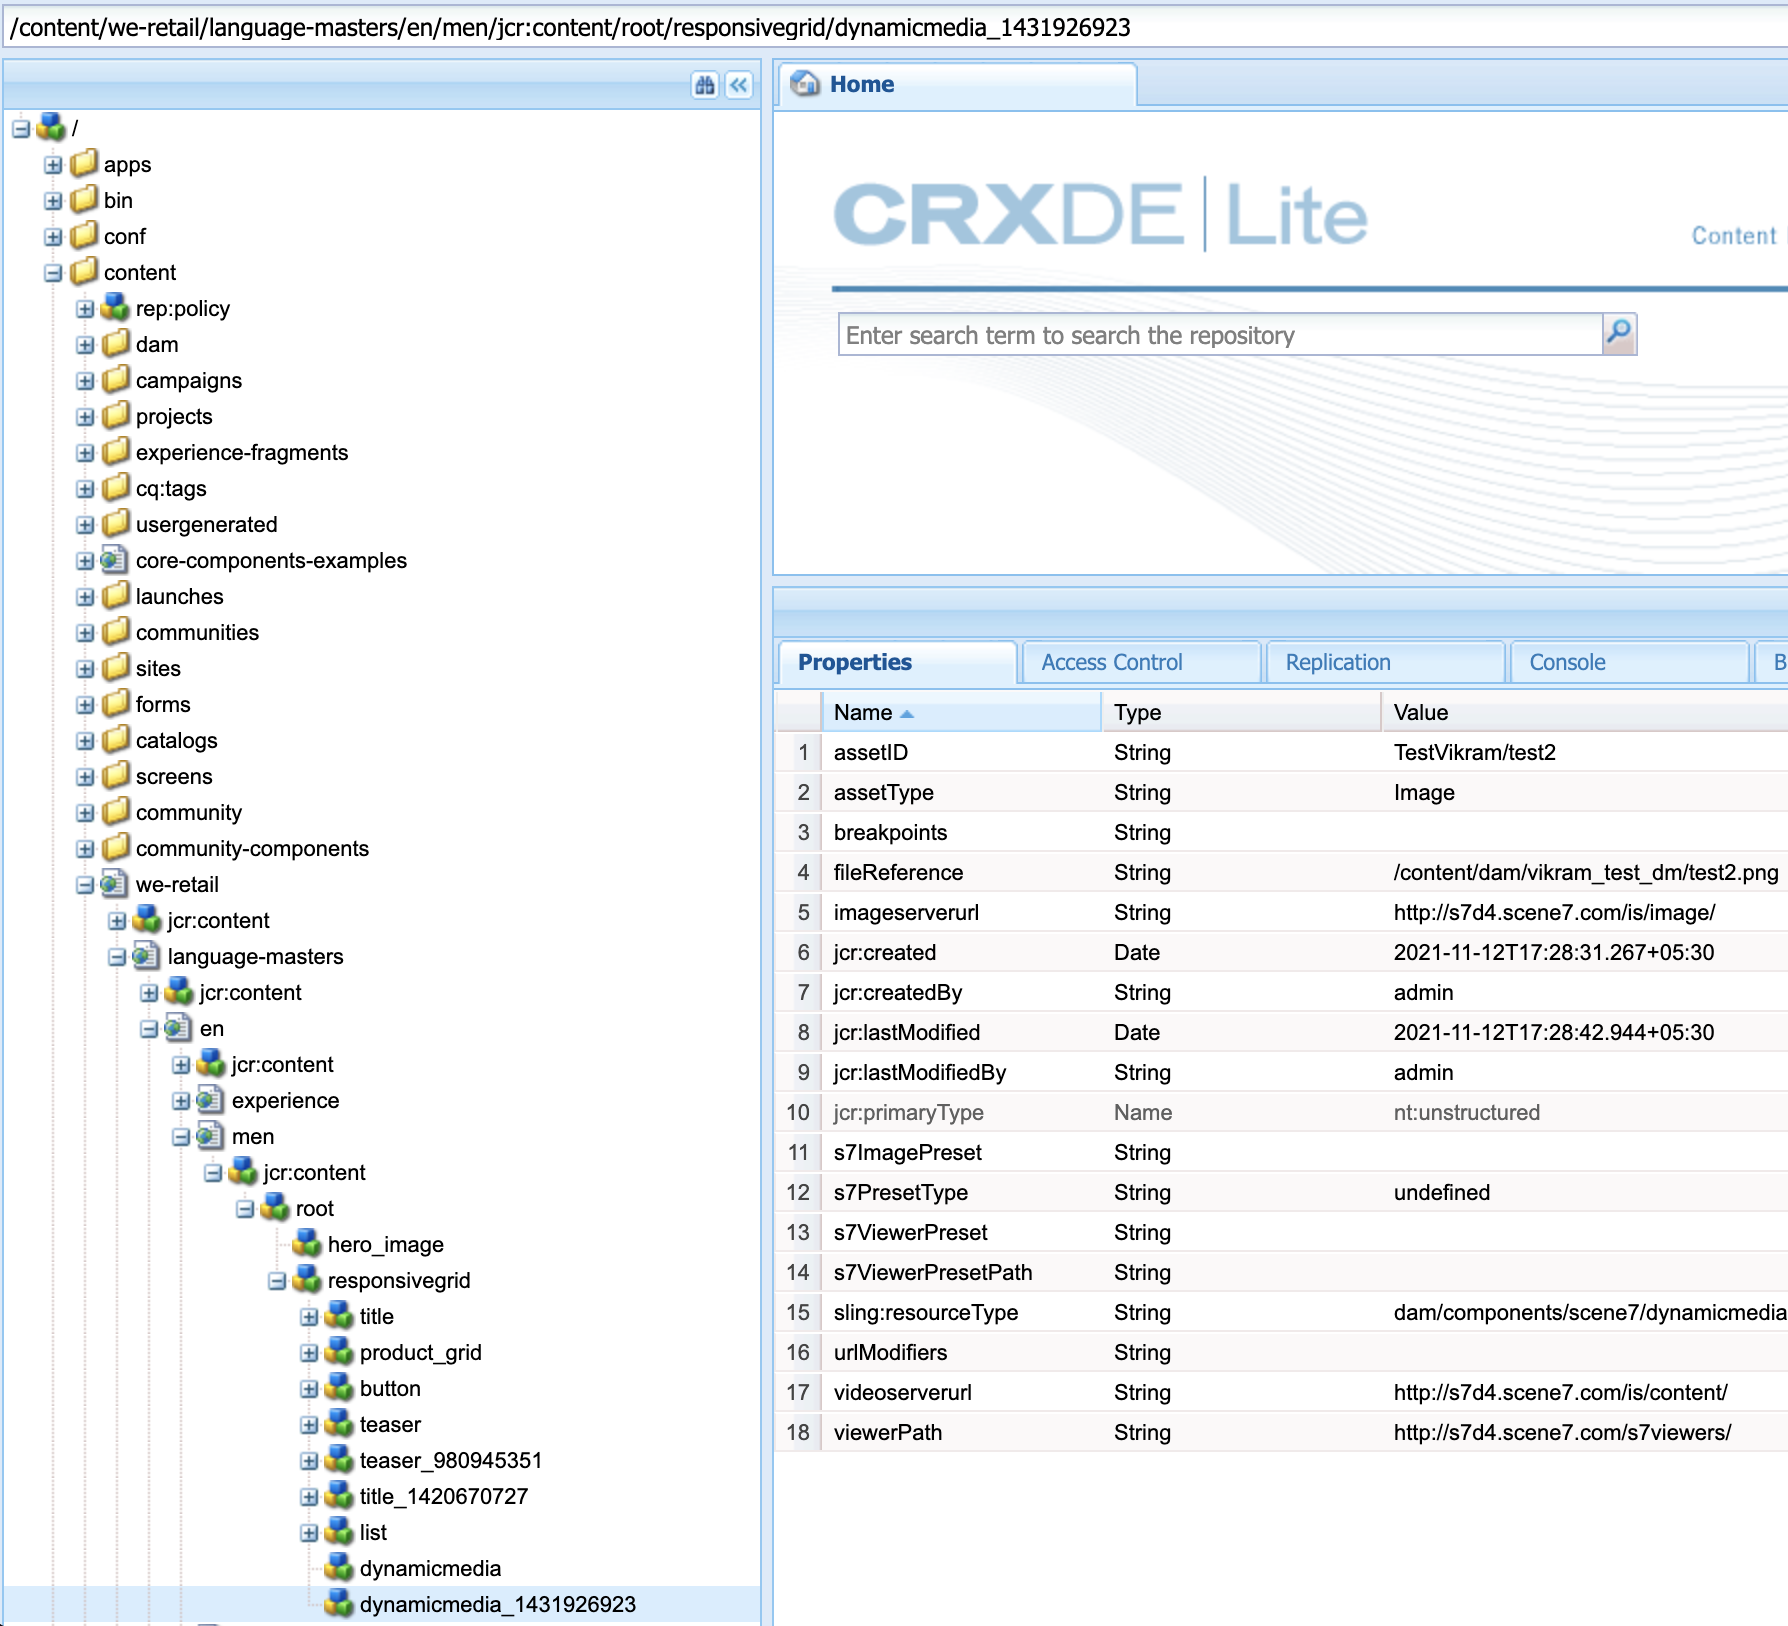 /content/we-retail/language-masters/en/men/jcr:content/root/responsivegrid/dynamicmedia_1431926923
/
apps
bin
conf
content
rep:policy
dam
campaigns
projects
experience-fragments
cq:tags
usergenerated
core-components-examples
launches
communities
sites
forms
catalogs
screens
community
community-components
we-retail
jcr:content
language-masters
jcr:content
en
jcr:content
experience
men
jcr:content
root
hero_image
responsivegrid
title
product_grid
button
teaser
teaser_980945351
title_1420670727
list
dynamicmedia
dynamicmedia_1431926923
Home
CRXDE | Lite
Content
Enter search term to search the repository
Properties Access Control Replication Console B
Name Type Value
1 assetID String TestVikram/test2
2 assetType String Image
3 breakpoints String
4 fileReference String /content/dam/vikram_test_dm/test2.png
5 imageserverurl String http://s7d4.scene7.com/is/image/
6 jcr:created Date 2021-11-12T17:28:31.267+05:30
7 jcr:createdBy String admin
8 jcr:lastModified Date 2021-11-12T17:28:42.944+05:30
9 jcr:lastModifiedBy String admin
10 jcr:primaryType Name nt:unstructured
11 s7ImagePreset String
12 s7PresetType String undefined
13 s7ViewerPreset String
14 s7ViewerPresetPath String
15 sling:resourceType String dam/components/scene7/dynamicmedia
16 urlModifiers String
17 videoserverurl String http://s7d4.scene7.com/is/content/
18 viewerPath String http://s7d4.scene7.com/s7viewers/